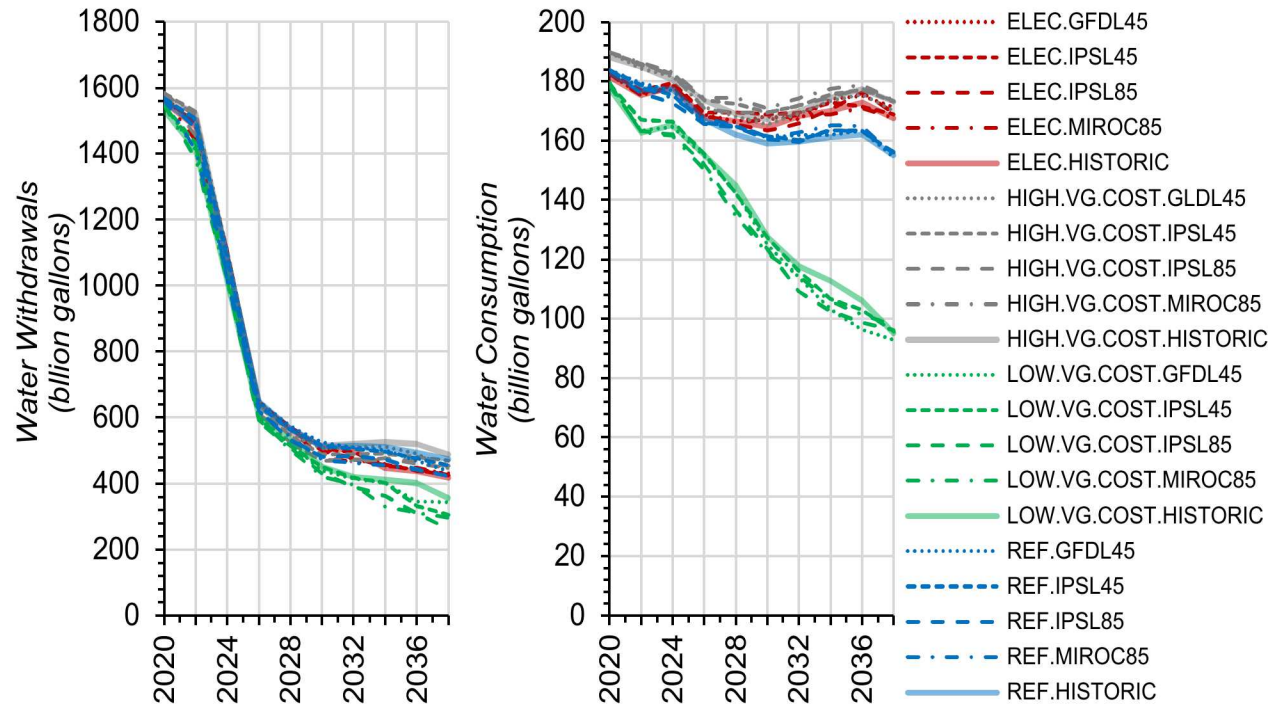 Water Withdrawals
(bllion gallons)
1800
1600
1400
1200
1000
800
600
400
200
0
2020
2024
2028
2032
2036
Water Consumption
(billion gallons)
200
180
160
140
120
100
80
60
40
20
0
2020
2024
2028
2032
2036
ELEC.GFDL45
ELEC.IPSL45
ELEC.IPSL85
ELEC.MIROC85
ELEC.HISTORIC
HIGH.VG.COST.GLDL45
HIGH.VG.COST.IPSL45
HIGH.VG.COST.IPSL85
HIGH.VG.COST.MIROC85
HIGH.VG.COST.HISTORIC
LOW.VG.COST.GFDL45
LOW.VG.COST.IPSL45
LOW.VG.COST.IPSL85
LOW.VG.COST.MIROC85
LOW.VG.COST.HISTORIC
REF.GFDL45
REF.IPSL45
REF.IPSL85
REF.MIROC85
REF.HISTORIC